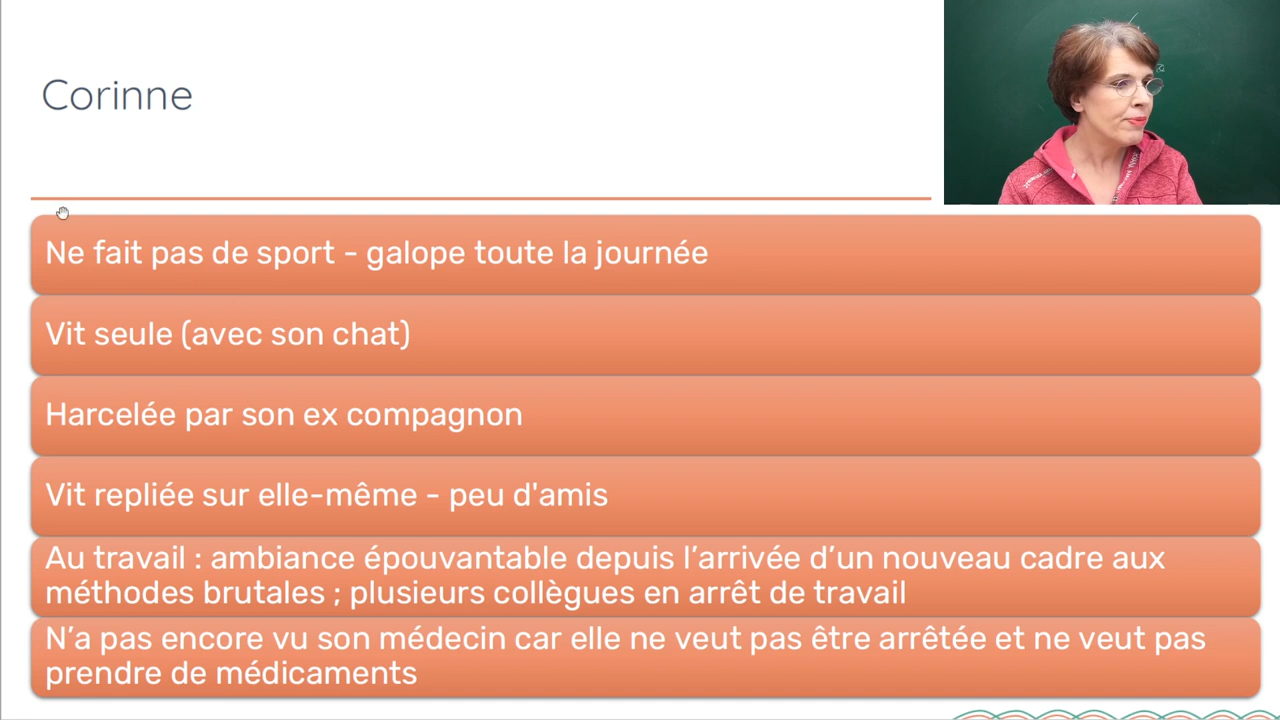 Corinne
Ne fait pas de sport - galope toute la journée
Vit seule (avec son chat)
Harcelée par son ex compagnon
Vit repliée sur elle-même - peu d'amis
Au travail : ambiance épouvantable depuis l’arrivée d’un nouveau cadre aux
méthodes brutales ; plusieurs collègues en arrêt de travail
N’a pas encore vu son médecin car elle ne veut pas être arrêtée et ne veut pas
prendre de médicaments